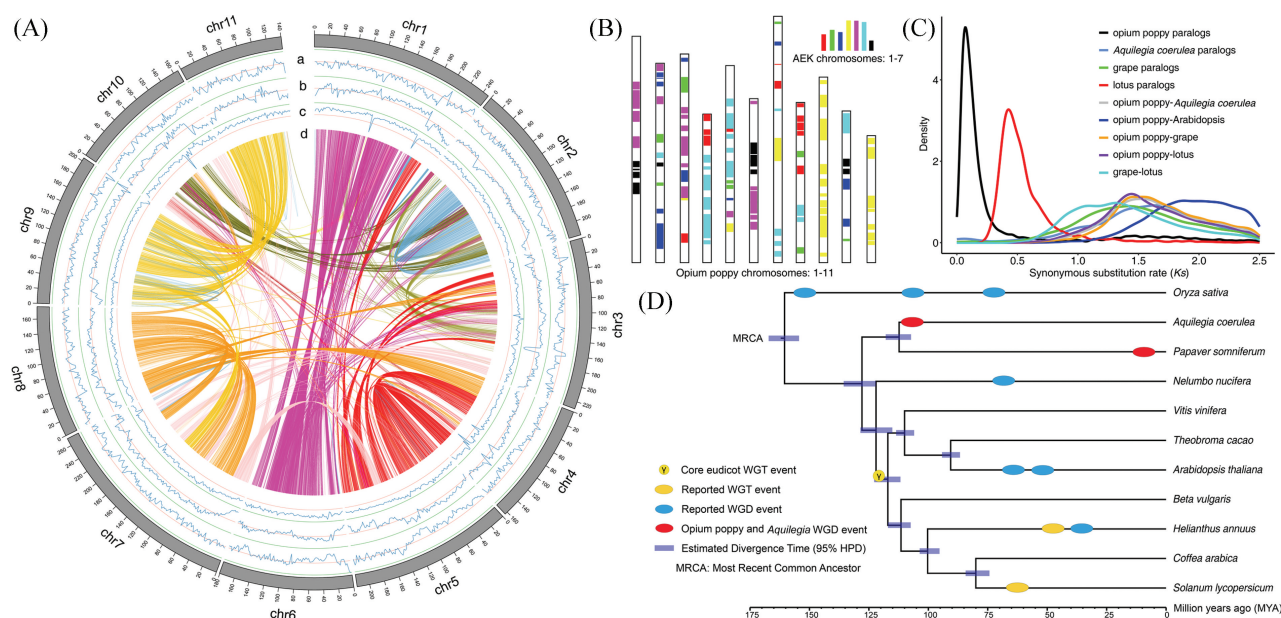 (A)
chr1
chr2
chr3
chr4
chr5
chr6
chr7
chr8
chr9
chr10
chr11
a
b
c
d
(B)
AEK chromosomes: 1-7
Opium poppy chromosomes: 1-11
(C)
Density
0
2
4
0.0
0.5
1.0
1.5
2.0
2.5
Synonymous substitution rate (Ks)
opium poppy paralogs
Aquilegia coerulea paralogs
grape paralogs
lotus paralogs
opium poppy-Aquilegia coerulea
opium poppy-Arabidopsis
opium poppy-grape
opium poppy-lotus
grape-lotus
(D)
MRCA
Oryza sativa
Aquilegia coerulea
Papaver somniferum
Nelumbo nucifera
Vitis vinifera
Theobroma cacao
Arabidopsis thaliana
Beta vulgaris
Helianthus annuus
Coffea arabica
Solanum lycopersicum
Y
Y Core eudicot WGT event
Reported WGT event
Reported WGD event
Opium poppy and Aquilegia WGD event
Estimated Divergence Time (95% HPD)
MRCA: Most Recent Common Ancestor
175
125
100
75
50
0
Million years ago (MYA)